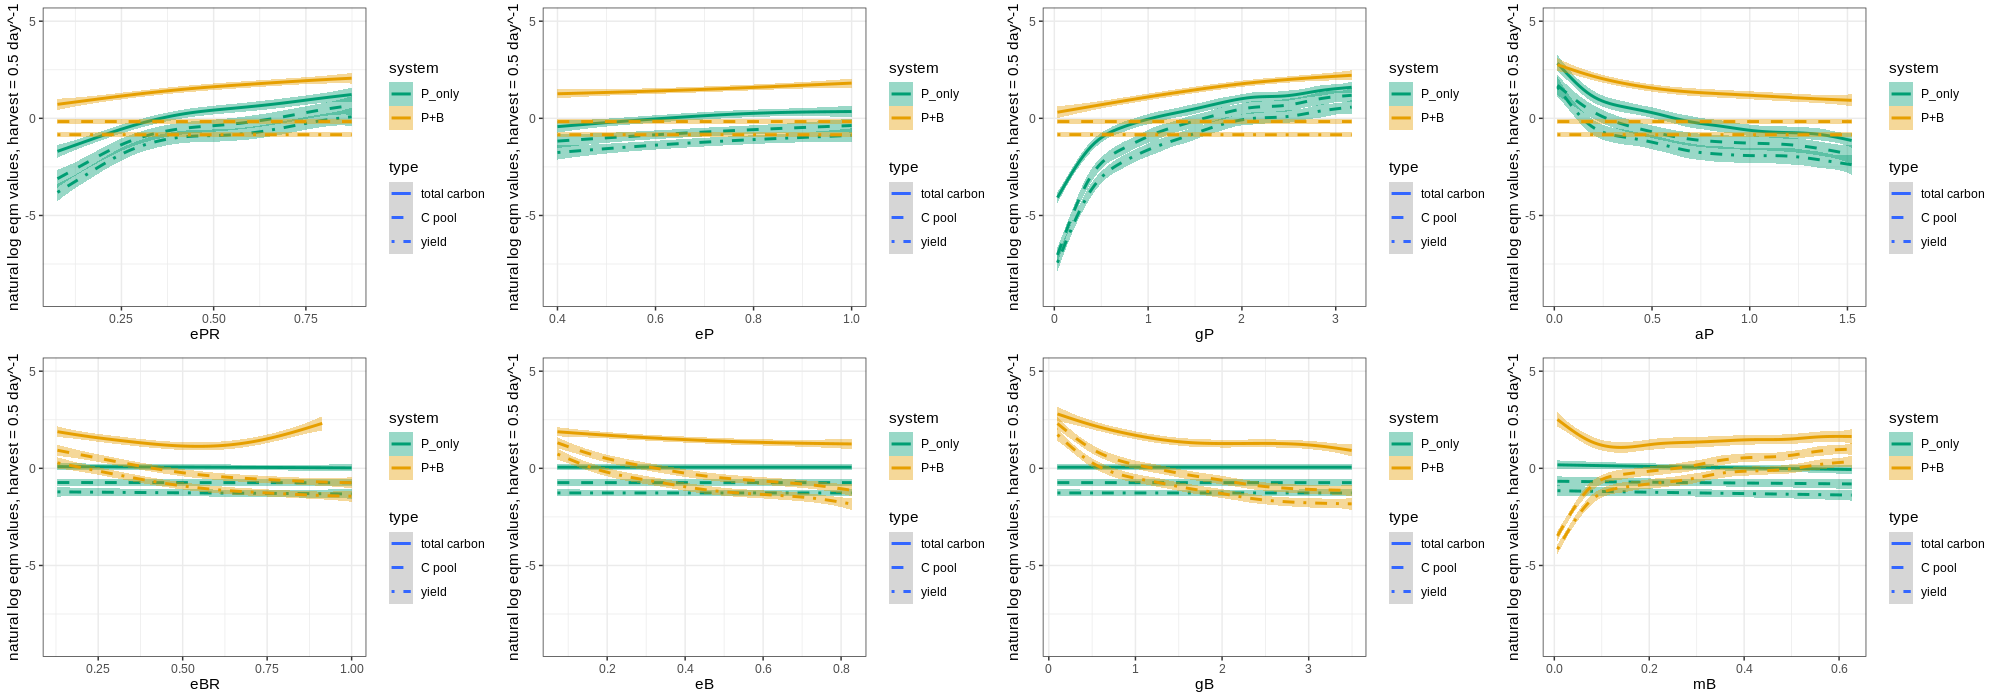 natural log eqm values, harvest = 0.5 day^-1
5
0
-5
0.25
0.50
0.75
ePR
system
P_only
P+B
type
total carbon
C pool
yield
natural log eqm values, harvest = 0.5 day^-1
5
0
-5
0.4
0.6
0.8
1.0
eP
system
P_only
P+B
type
total carbon
C pool
yield
natural log eqm values, harvest = 0.5 day^-1
5
0
-5
0
1
2
3
gP
system
P_only
P+B
type
total carbon
C pool
yield
natural log eqm values, harvest = 0.5 day^-1
5
0
-5
0.0
0.5
1.0
1.5
aP
system
P_only
P+B
type
total carbon
C pool
yield
natural log eqm values, harvest = 0.5 day^-1
5
0
-5
0.25
0.50
0.75
1.00
eBR
system
P_only
P+B
type
total carbon
C pool
yield
natural log eqm values, harvest = 0.5 day^-1
5
0
-5
0.2
0.4
0.6
0.8
eB
system
P_only
P+B
type
total carbon
C pool
yield
natural log eqm values, harvest = 0.5 day^-1
5
0
-5
0
1
2
3
gB
system
P_only
P+B
type
total carbon
C pool
yield
natural log eqm values, harvest = 0.5 day^-1
5
0
-5
0.0
0.2
0.4
0.6
mB
system
P_only
P+B
type
total carbon
C pool
yield